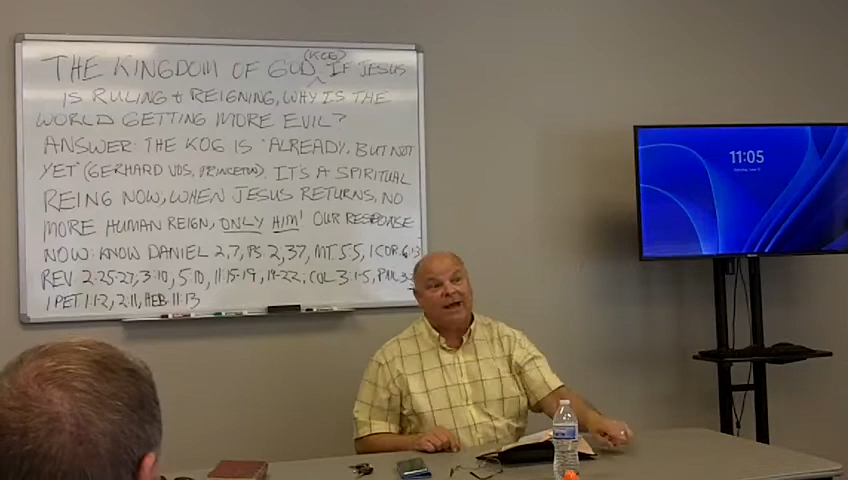 THE KINGDOM OF GOD (KOG) IF JESUS
IS RULING + REIGNING, WHY IS THE
WORLD GETTING MORE EVIL?
ANSWER: THE KOG IS "ALREADY, BUT NOT
YET" (GERHARD VOS, PRINCETON). IT'S A SPIRITUAL
REING NOW, WHEN JESUS RETURNS, NO
MORE HUMAN REIGN, ONLY HIM! OUR RESPONSE
NOW: KNOW DANIEL 2,7, PS. 2,37, MT. 5:5, 1 COR. 6:13
REV 2:25-27, 3:10, 5:10, 11:15-19, 19-22; COL 3:1-5, PHIL 3:
1 PET 1:12, 2:11, HEB 11:13
11:05